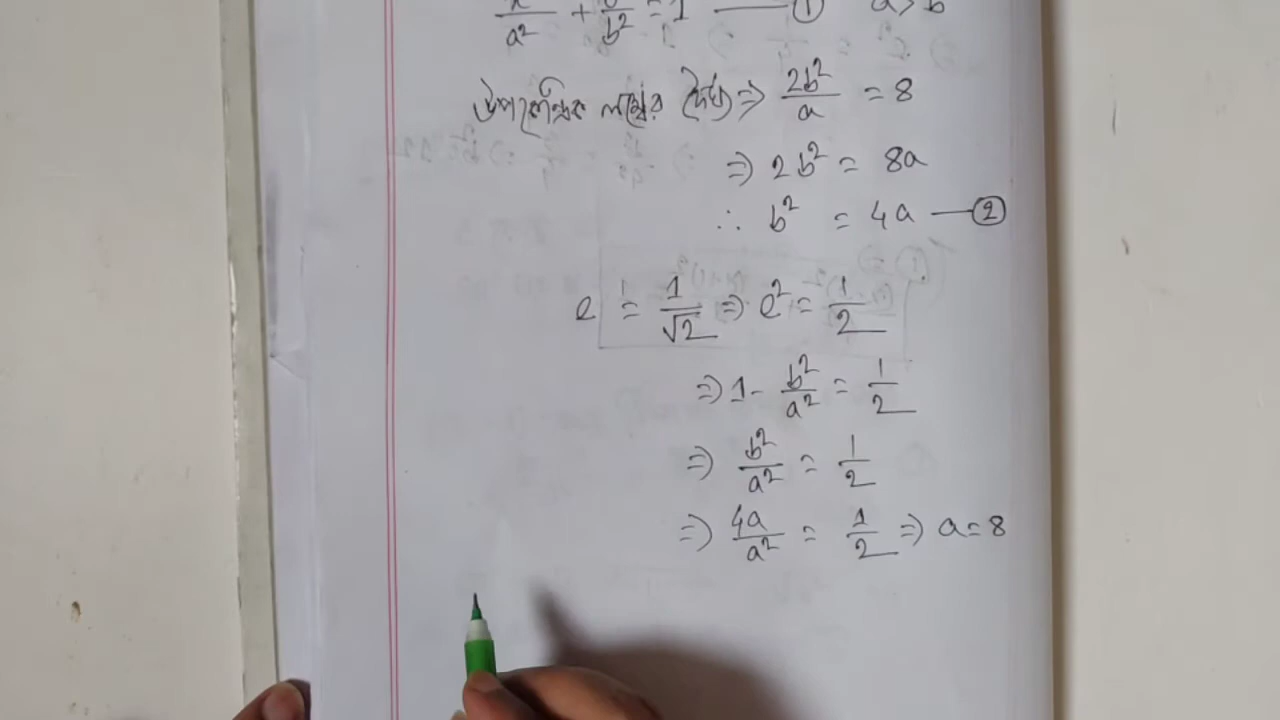 x²/a² + y²/b² = 1 —— ① a > b
উপকেন্দ্রিক লম্বের দৈর্ঘ্য ⇒ 2b²/a = 8
⇒ 2b² = 8a
∴ b² = 4a —— ②
e = 1/√2 ⇒ e² = 1/2
⇒ 1 - b²/a² = 1/2
⇒ b²/a² = 1/2
⇒ 4a/a² = 1/2 ⇒ a = 8